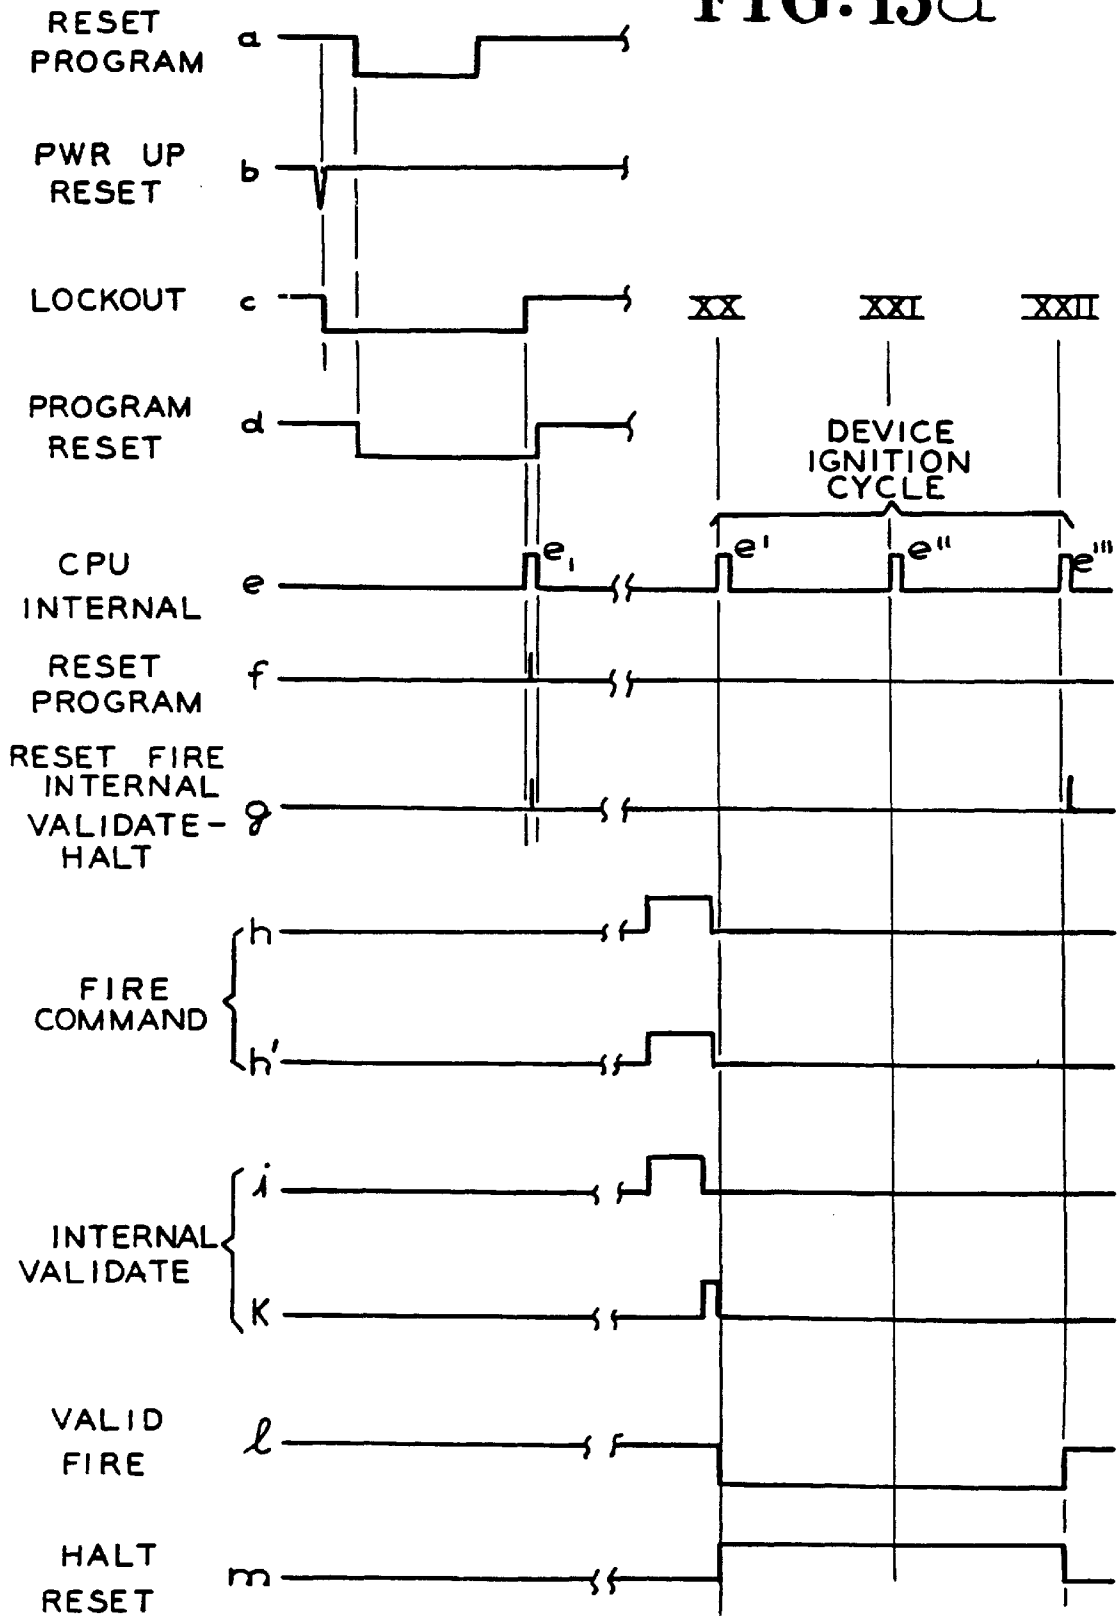 FIG. 15a
RESET
PROGRAM
a
PWR UP
RESET
b
LOCKOUT
c
XX
XXI
XXII
PROGRAM
RESET
d
DEVICE
IGNITION
CYCLE
CPU
INTERNAL
e
e₁
e'
e''
e'''
RESET
PROGRAM
f
RESET FIRE
INTERNAL
VALIDATE-
HALT
g
FIRE
COMMAND
h
h'
INTERNAL
VALIDATE
i
K
VALID
FIRE
l
HALT
RESET
m